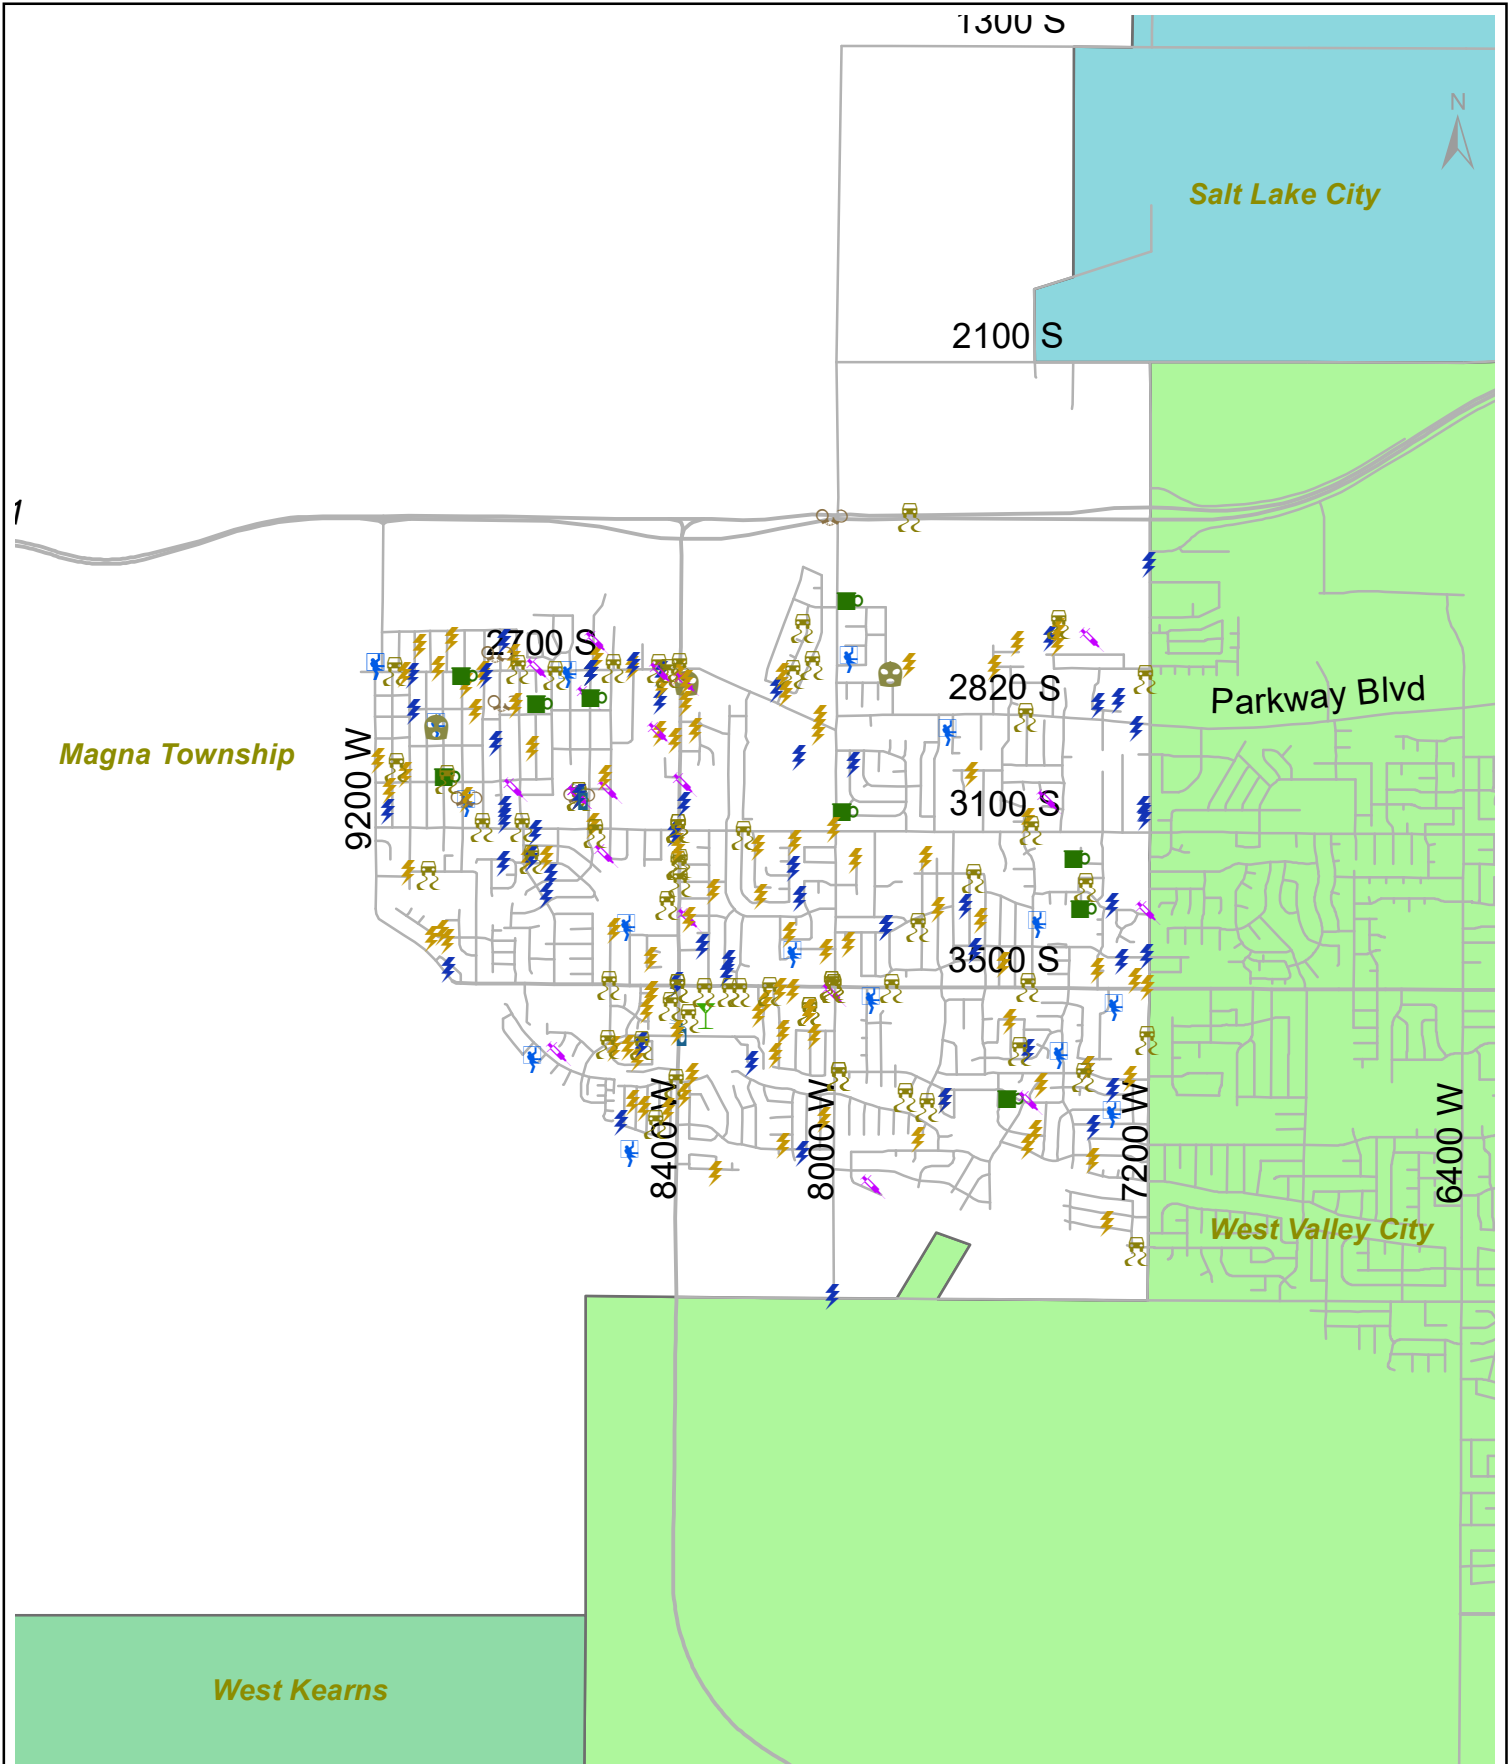 1300 S
N
Salt Lake City
2100 S
1
2700 S
2820 S
Parkway Blvd
Magna Township
9200 W
3100 S
3500 S
8400 W
8000 W
7200 W
6400 W
West Valley City
West Kearns